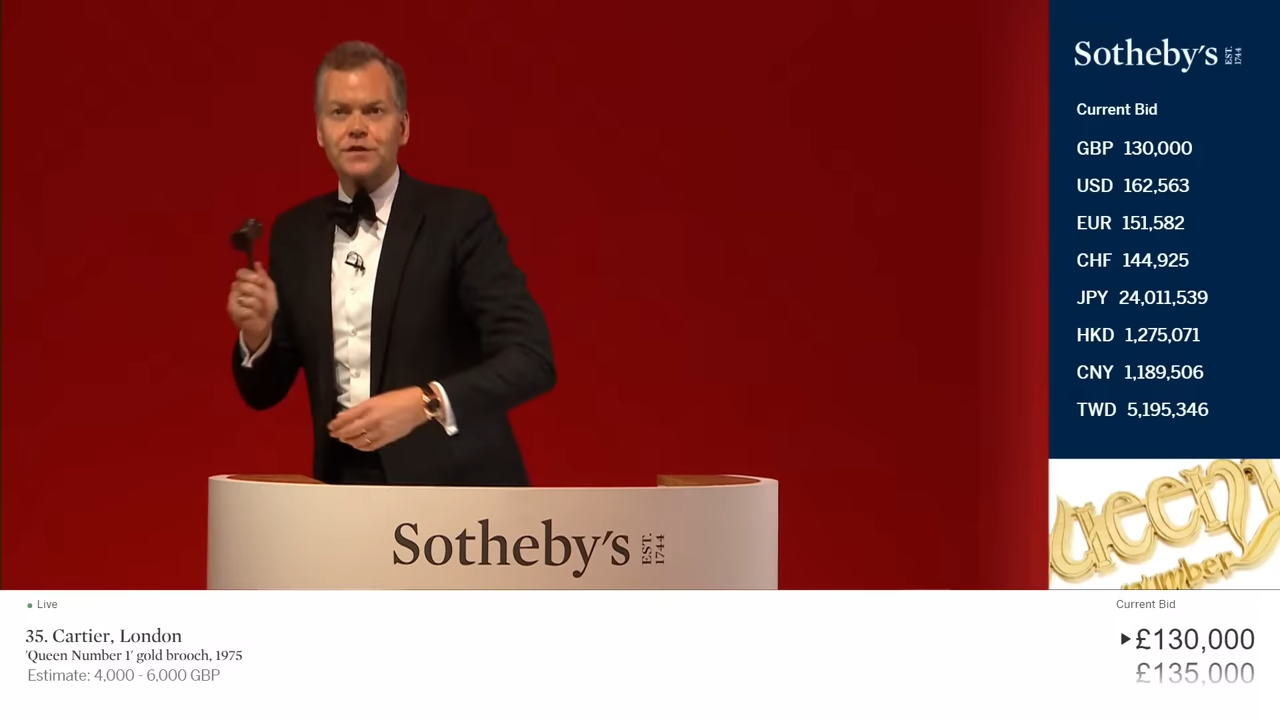 Sotheby's EST. 1744
Current Bid
GBP 130,000
USD 162,563
EUR 151,582
CHF 144,925
JPY 24,011,539
HKD 1,275,071
CNY 1,189,506
TWD 5,195,346
Queen
number
Sotheby's EST. 1744
Live
35. Cartier, London
'Queen Number 1' gold brooch, 1975
Estimate: 4,000 - 6,000 GBP
Current Bid
£130,000
£135,000